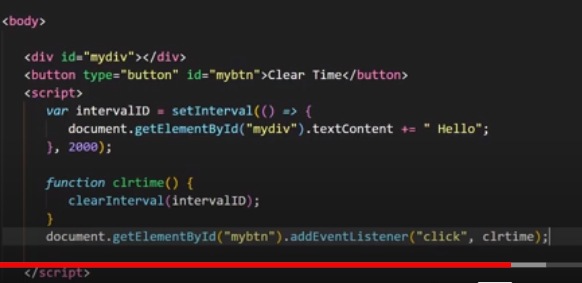 <body>
<div id="mydiv"></div>
<button type="button" id="mybtn">Clear Time</button>
<script>
var intervalID = setInterval(() => {
document.getElementById("mydiv").textContent += " Hello";
}, 2000);
function clrtime() {
clearInterval(intervalID);
}
document.getElementById("mybtn").addEventListener("click", clrtime);
</script>